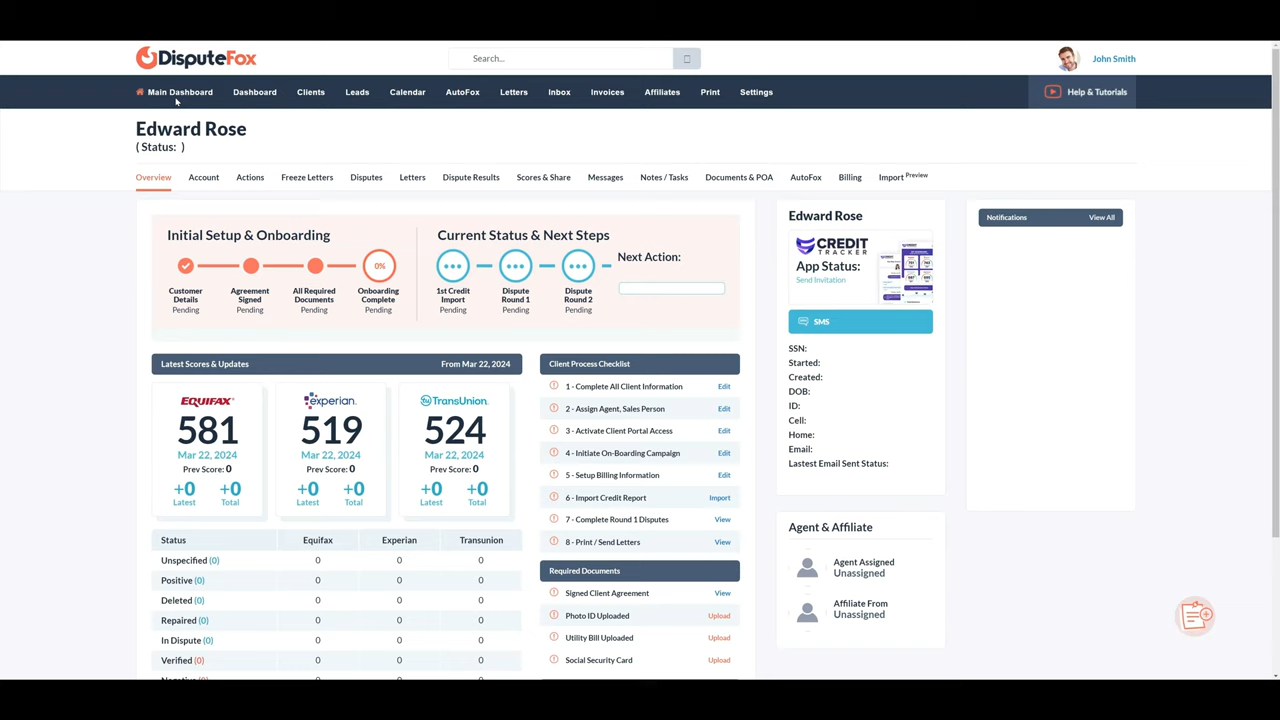 DisputeFox
Search...
John Smith
Main Dashboard Dashboard Clients Leads Calendar AutoFox Letters Inbox Invoices Affiliates Print Settings Help & Tutorials
Edward Rose
( Status: )
Overview Account Actions Freeze Letters Disputes Letters Dispute Results Scores & Share Messages Notes / Tasks Documents & POA AutoFox Billing Import Preview
Initial Setup & Onboarding
0%
Customer Details Pending
Agreement Signed Pending
All Required Documents Pending
Onboarding Complete Pending
Current Status & Next Steps
1st Credit Import Pending
Dispute Round 1 Pending
Dispute Round 2 Pending
Next Action:
Latest Scores & Updates From Mar 22, 2024
EQUIFAX
581
Mar 22, 2024
Prev Score: 0
+0 +0
Latest Total
experian.
519
Mar 22, 2024
Prev Score: 0
+0 +0
Latest Total
TransUnion
524
Mar 22, 2024
Prev Score: 0
+0 +0
Latest Total
Status Equifax Experian Transunion
Unspecified (0) 0 0 0
Positive (0) 0 0 0
Deleted (0) 0 0 0
Repaired (0) 0 0 0
In Dispute (0) 0 0 0
Verified (0) 0 0 0
Client Process Checklist
1 - Complete All Client Information Edit
2 - Assign Agent, Sales Person Edit
3 - Activate Client Portal Access Edit
4 - Initiate On-Boarding Campaign Edit
5 - Setup Billing Information Edit
6 - Import Credit Report Import
7 - Complete Round 1 Disputes View
8 - Print / Send Letters View
Required Documents
Signed Client Agreement View
Photo ID Uploaded Upload
Utility Bill Uploaded Upload
Social Security Card Upload
Edward Rose
CREDIT
TRACKER
App Status:
Send Invitation
SMS
SSN:
Started:
Created:
DOB:
ID:
Cell:
Home:
Email:
Lastest Email Sent Status:
Agent & Affiliate
Agent Assigned
Unassigned
Affiliate From
Unassigned
Notifications View All